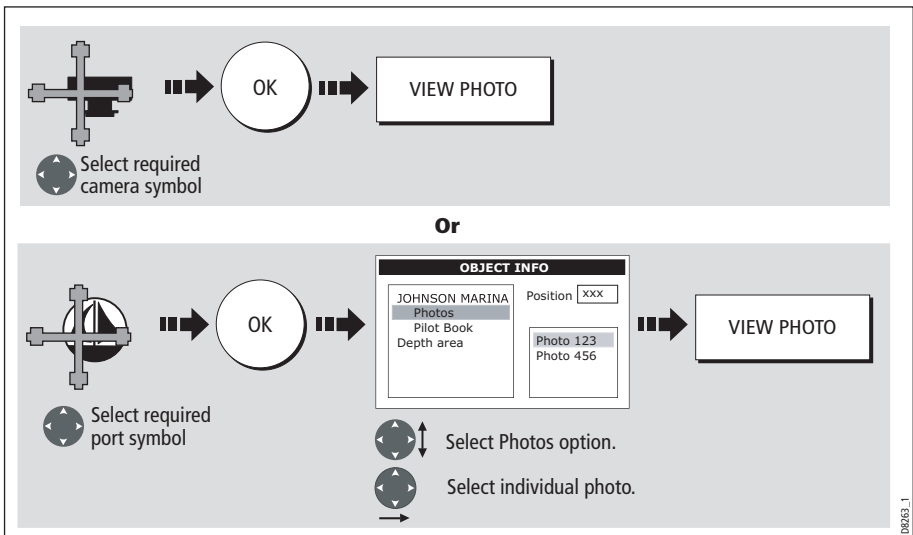 OK
VIEW PHOTO
Select required
camera symbol
Or
OBJECT INFO
JOHNSON MARINA
Photos
Pilot Book
Depth area
Position xxx
Photo 123
Photo 456
OK
VIEW PHOTO
Select required
port symbol
Select Photos option.
Select individual photo.
D8263_1